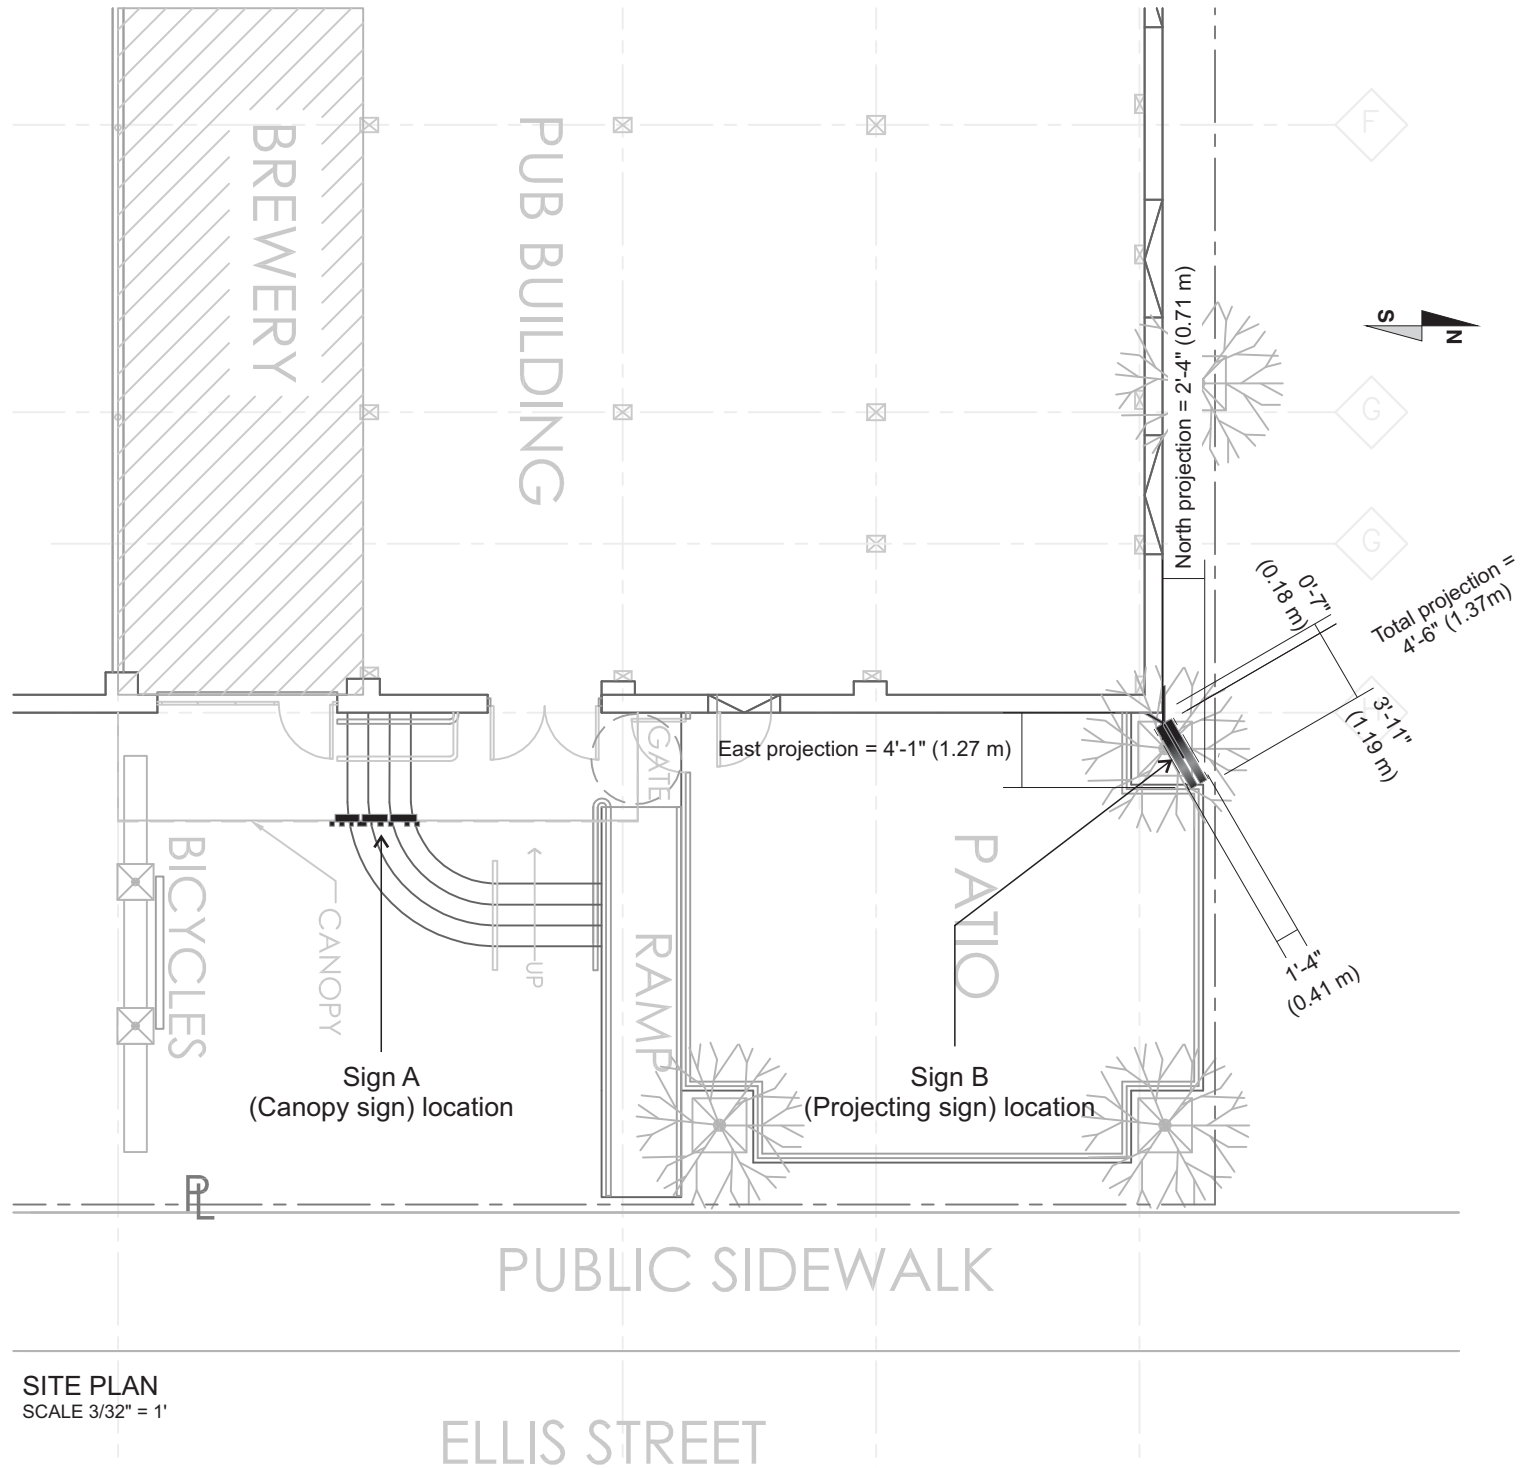 BREWERY
PUB BUILDING
F
S
N
North projection = 2'-4" (0.71 m)
G
G
0'-7"
(0.18 m)
Total projection =
4'-6" (1.37m)
3'-11"
(1.19 m)
East projection = 4'-1" (1.27 m)
GATE
BICYCLES
CANOPY
UP
RAMP
PATIO
1'-4"
(0.41 m)
Sign A
(Canopy sign) location
Sign B
(Projecting sign) location
PL
PUBLIC SIDEWALK
SITE PLAN
SCALE 3/32" = 1'
ELLIS STREET